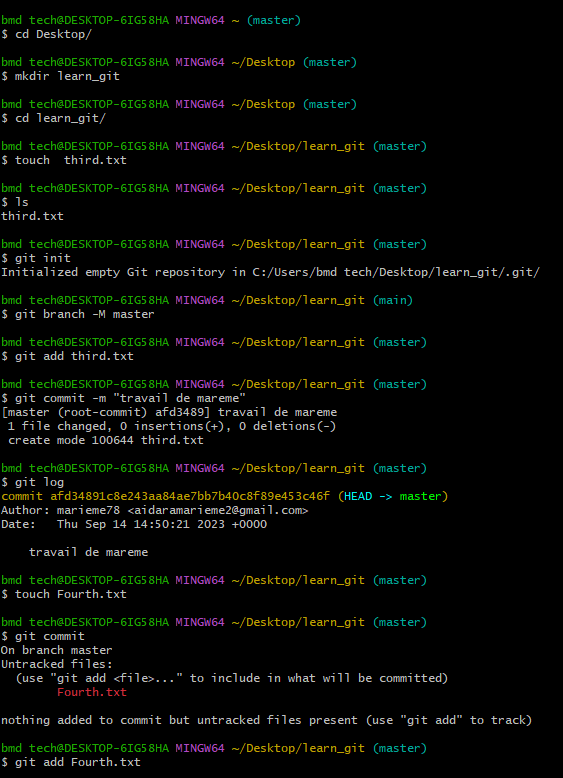 bmd tech@DESKTOP-6IG58HA MINGW64 ~ (master)
$ cd Desktop/
bmd tech@DESKTOP-6IG58HA MINGW64 ~/Desktop (master)
$ mkdir learn_git
bmd tech@DESKTOP-6IG58HA MINGW64 ~/Desktop (master)
$ cd learn_git/
bmd tech@DESKTOP-6IG58HA MINGW64 ~/Desktop/learn_git (master)
$ touch  third.txt
bmd tech@DESKTOP-6IG58HA MINGW64 ~/Desktop/learn_git (master)
$ ls
third.txt
bmd tech@DESKTOP-6IG58HA MINGW64 ~/Desktop/learn_git (master)
$ git init
Initialized empty Git repository in C:/Users/bmd tech/Desktop/learn_git/.git/
bmd tech@DESKTOP-6IG58HA MINGW64 ~/Desktop/learn_git (main)
$ git branch -M master
bmd tech@DESKTOP-6IG58HA MINGW64 ~/Desktop/learn_git (master)
$ git add third.txt
bmd tech@DESKTOP-6IG58HA MINGW64 ~/Desktop/learn_git (master)
$ git commit -m "travail de mareme"
[master (root-commit) afd3489] travail de mareme
 1 file changed, 0 insertions(+), 0 deletions(-)
 create mode 100644 third.txt
bmd tech@DESKTOP-6IG58HA MINGW64 ~/Desktop/learn_git (master)
$ git log
commit afd34891c8e243aa84ae7bb7b40c8f89e453c46f (HEAD -> master)
Author: marieme78 <aidaramarieme2@gmail.com>
Date:   Thu Sep 14 14:50:21 2023 +0000
    travail de mareme
bmd tech@DESKTOP-6IG58HA MINGW64 ~/Desktop/learn_git (master)
$ touch Fourth.txt
bmd tech@DESKTOP-6IG58HA MINGW64 ~/Desktop/learn_git (master)
$ git commit
On branch master
Untracked files:
  (use "git add <file>..." to include in what will be committed)
        Fourth.txt
nothing added to commit but untracked files present (use "git add" to track)
bmd tech@DESKTOP-6IG58HA MINGW64 ~/Desktop/learn_git (master)
$ git add Fourth.txt